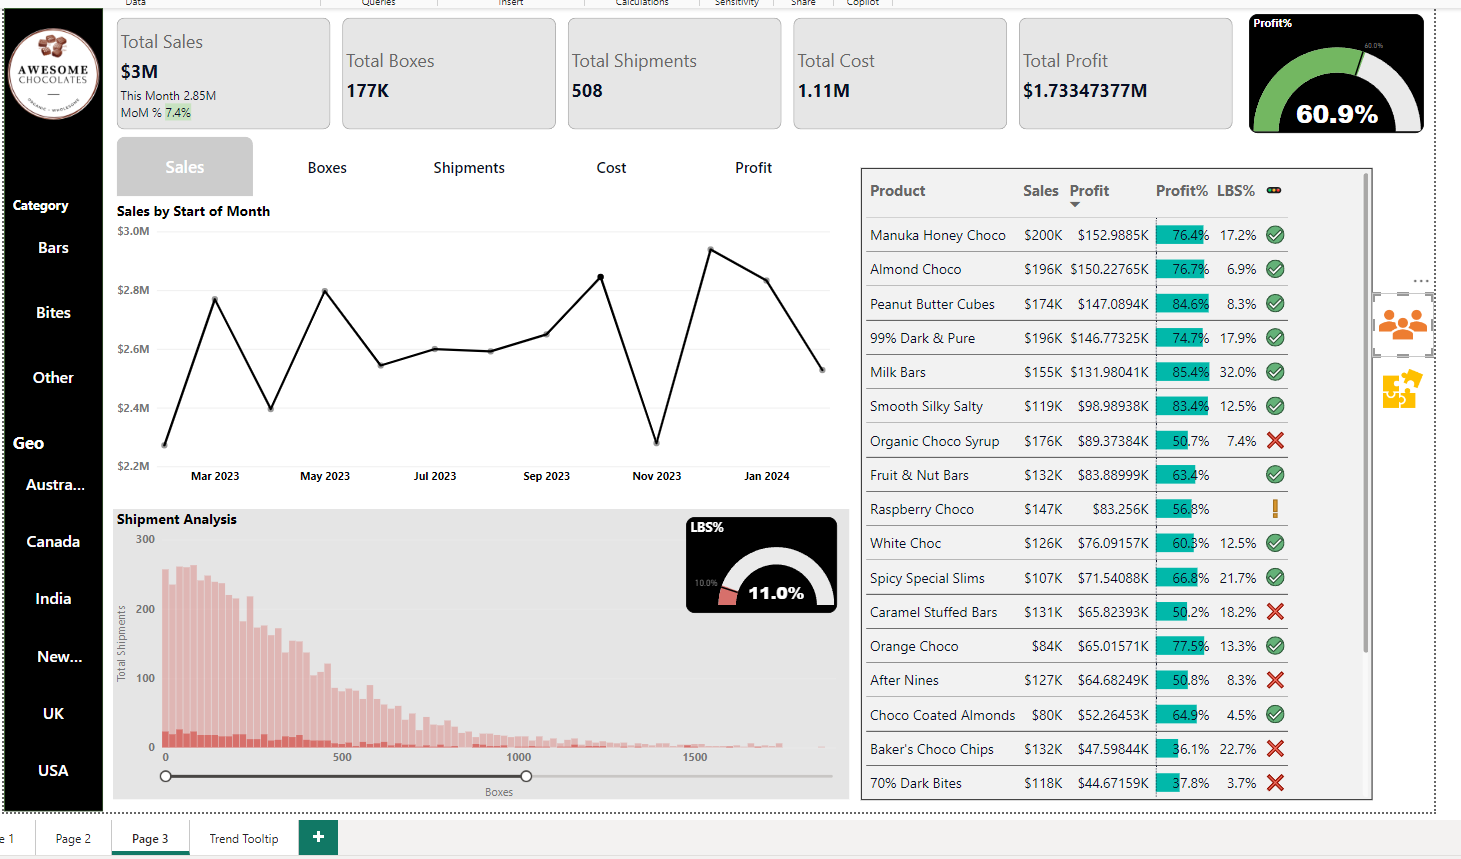 Data
Queries
Insert
Calculations
Sensitivity
Share
Copilot
AWESOME
CHOCOLATES
ORGANIC • WHOLESOME
Total Sales
$3M
This Month 2.85M
MoM % 7.4%
Total Boxes
177K
Total Shipments
508
Total Cost
1.11M
Total Profit
$1.73347377M
Profit%
60.0%
60.9%
Category
Bars
Bites
Other
Geo
Austra...
Canada
India
New...
UK
USA
Sales Boxes Shipments Cost Profit
Sales by Start of Month
$3.0M
$2.8M
$2.6M
$2.4M
$2.2M
Mar 2023 May 2023 Jul 2023 Sep 2023 Nov 2023 Jan 2024
Shipment Analysis
LBS%
10.0%
11.0%
Total Shipments
300
200
100
0
0 500 1000 1500
Boxes
Product Sales Profit Profit% LBS%
Manuka Honey Choco $200K $152.9885K 76.4% 17.2%
Almond Choco $196K $150.22765K 76.7% 6.9%
Peanut Butter Cubes $174K $147.0894K 84.6% 8.3%
99% Dark & Pure $196K $146.77325K 74.7% 17.9%
Milk Bars $155K $131.98041K 85.4% 32.0%
Smooth Silky Salty $119K $98.98938K 83.4% 12.5%
Organic Choco Syrup $176K $89.37384K 50.7% 7.4%
Fruit & Nut Bars $132K $83.88999K 63.4%
Raspberry Choco $147K $83.256K 56.8%
White Choc $126K $76.09157K 60.3% 12.5%
Spicy Special Slims $107K $71.54088K 66.8% 21.7%
Caramel Stuffed Bars $131K $65.82393K 50.2% 18.2%
Orange Choco $84K $65.01571K 77.5% 13.3%
After Nines $127K $64.68249K 50.8% 8.3%
Choco Coated Almonds $80K $52.26453K 64.9% 4.5%
Baker's Choco Chips $132K $47.59844K 36.1% 22.7%
70% Dark Bites $118K $44.67159K 37.8% 3.7%
e 1 Page 2 Page 3 Trend Tooltip +